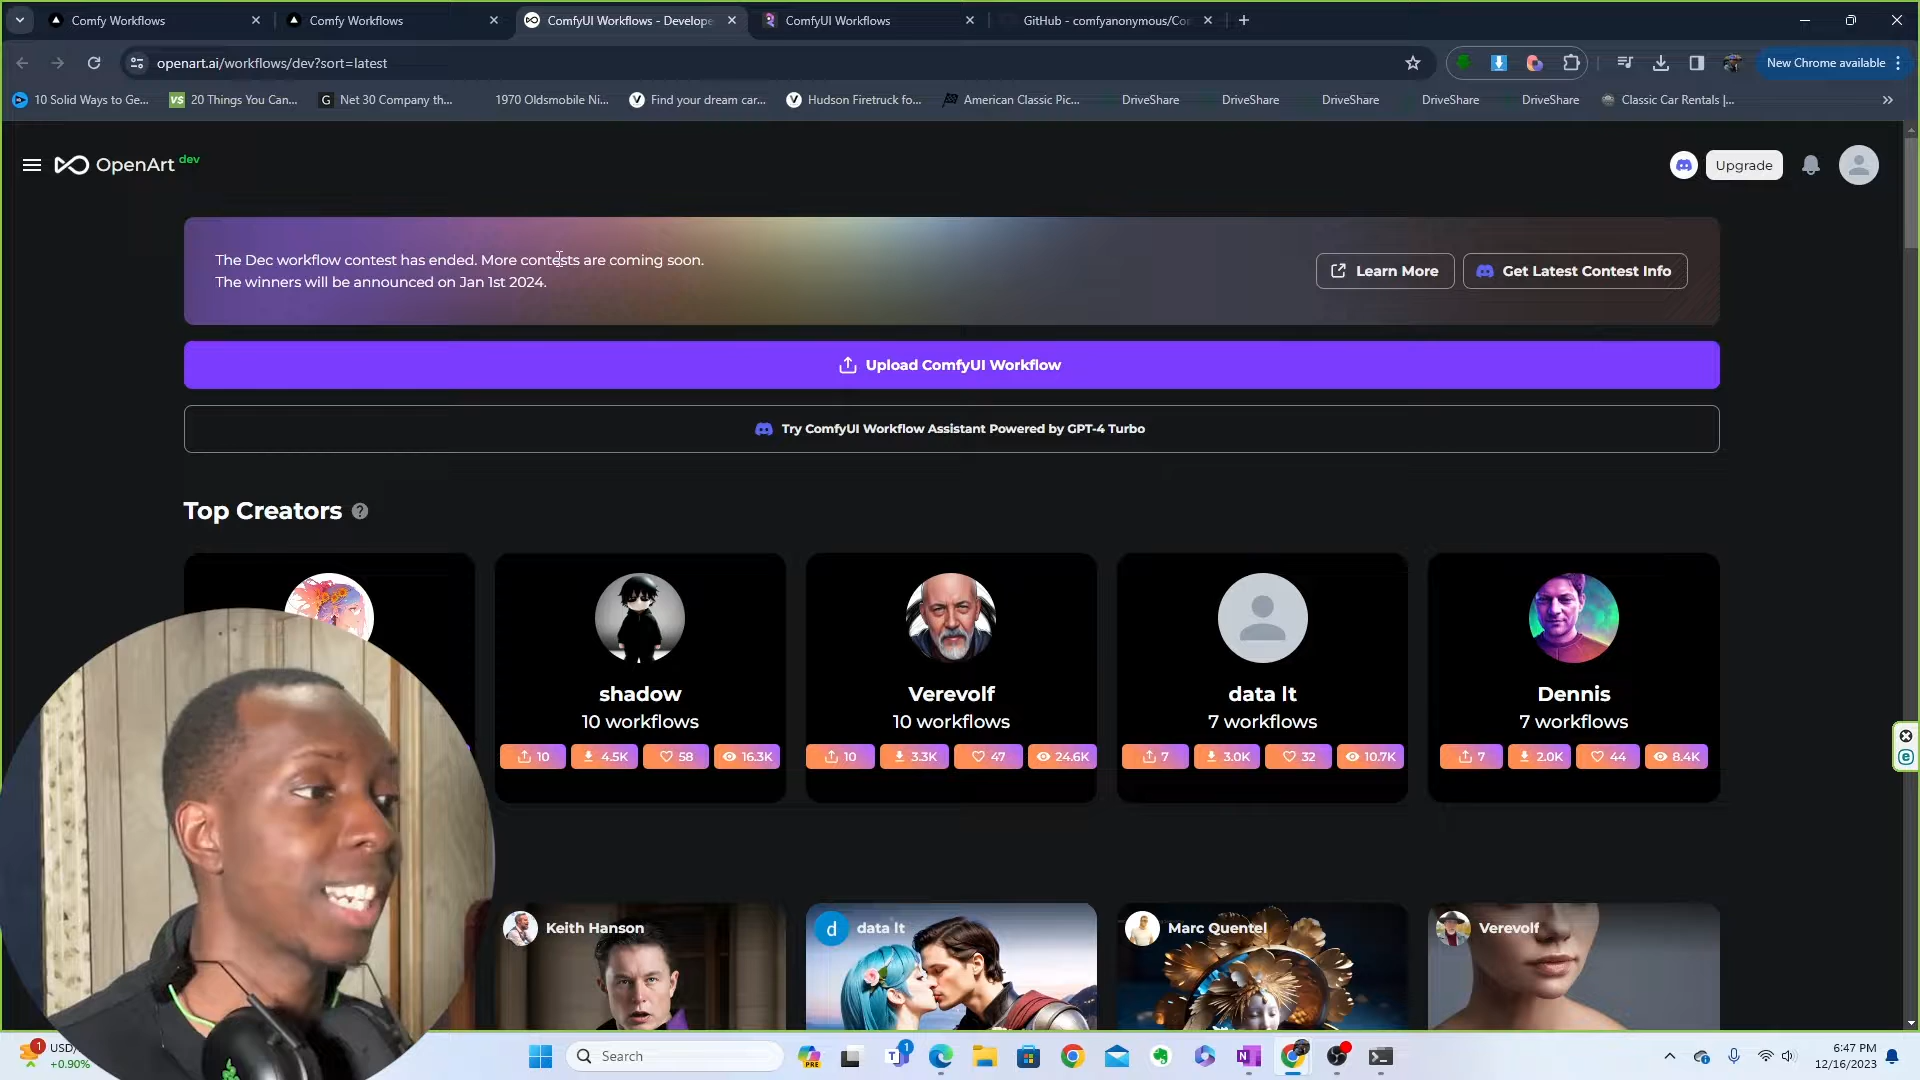 Comfy Workflows
Comfy Workflows
ComfyUI Workflows - Develope
ComfyUI Workflows
GitHub - comfyanonymous/Co
openart.ai/workflows/dev?sort=latest
New Chrome available
10 Solid Ways to Ge...
20 Things You Can...
Net 30 Company th...
1970 Oldsmobile Ni...
Find your dream car...
Hudson Firetruck fo...
American Classic Pic...
DriveShare
DriveShare
DriveShare
DriveShare
DriveShare
Classic Car Rentals |...
OpenArt dev
Upgrade
The Dec workflow contest has ended. More contests are coming soon.
The winners will be announced on Jan 1st 2024.
Learn More
Get Latest Contest Info
Upload ComfyUI Workflow
Try ComfyUI Workflow Assistant Powered by GPT-4 Turbo
Top Creators
shadow
10 workflows
10 4.5K 58 16.3K
Verevolf
10 workflows
10 3.3K 47 24.6K
data lt
7 workflows
7 3.0K 32 10.7K
Dennis
7 workflows
7 2.0K 44 8.4K
Keith Hanson
d data lt
Marc Quentel
Verevolf
1
USD/
+0.90%
Search
PRE
1
6:47 PM
12/16/2023